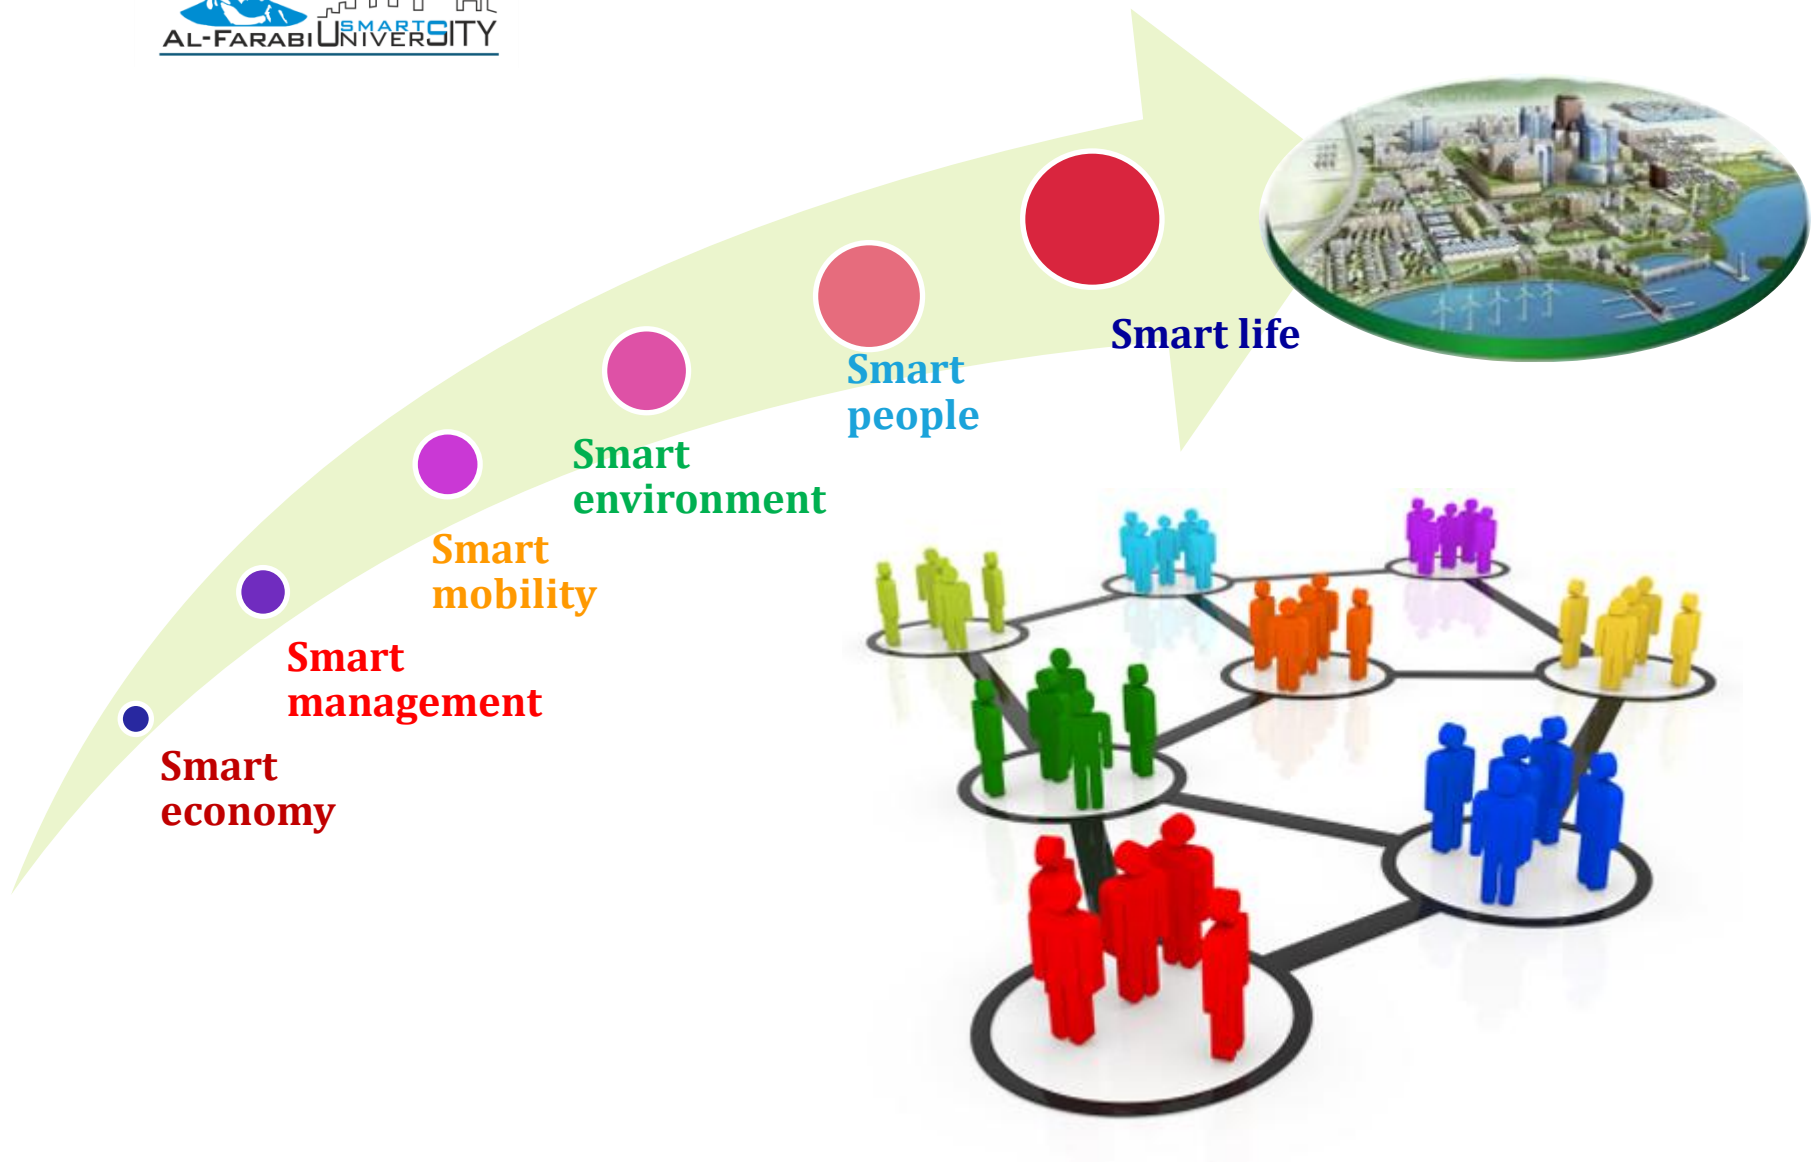 AL-FARABI UNIVERSITY
SMART
Smart life
Smart
people
Smart
environment
Smart
mobility
Smart
management
Smart
economy